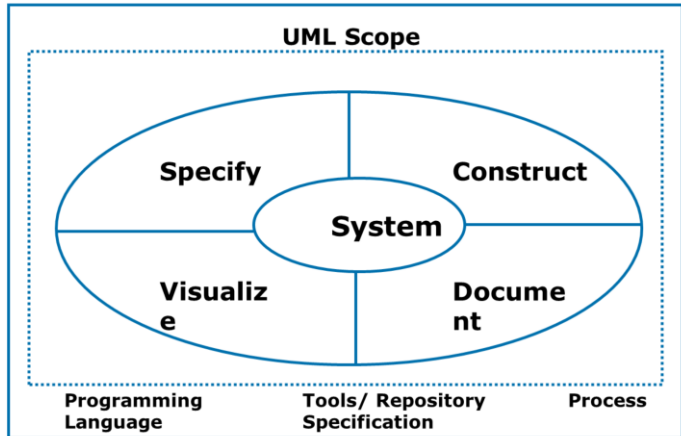 UML Scope
Specify
Construct
System
Visualiz
e
Docume
nt
Programming
Language
Tools/ Repository
Specification
Process